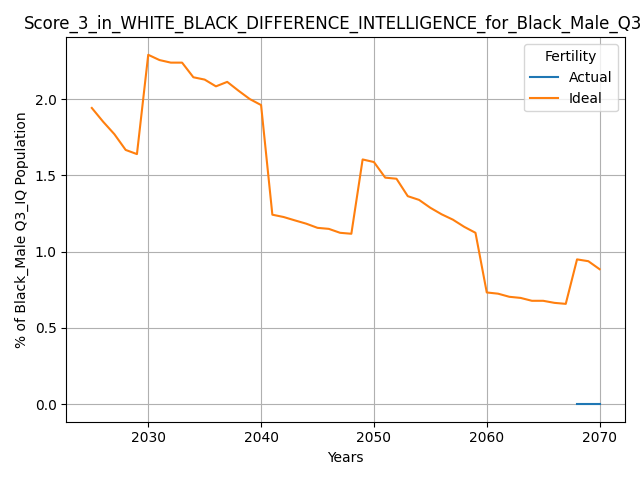 Score_3_in_WHITE_BLACK_DIFFERENCE_INTELLIGENCE_for_Black_Male_Q3
Fertility
Actual
Ideal
% of Black_Male Q3_IQ Population
2.0
1.5
1.0
0.5
0.0
2030 2040 2050 2060 2070
Years